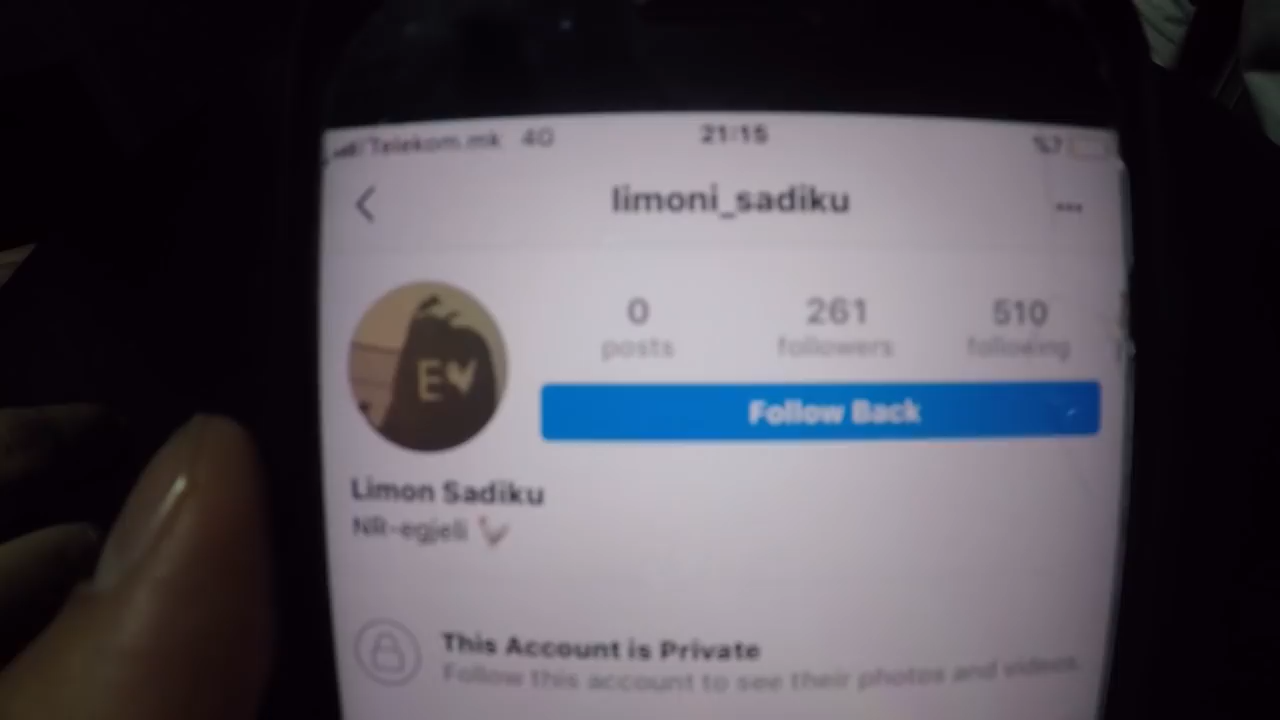 Telekom.mk 4G 21:15 %7
limoni_sadiku
0 261 510
posts followers following
Follow Back
E
Limon Sadiku
NR-egjeli
This Account is Private
Follow this account to see their photos and videos.